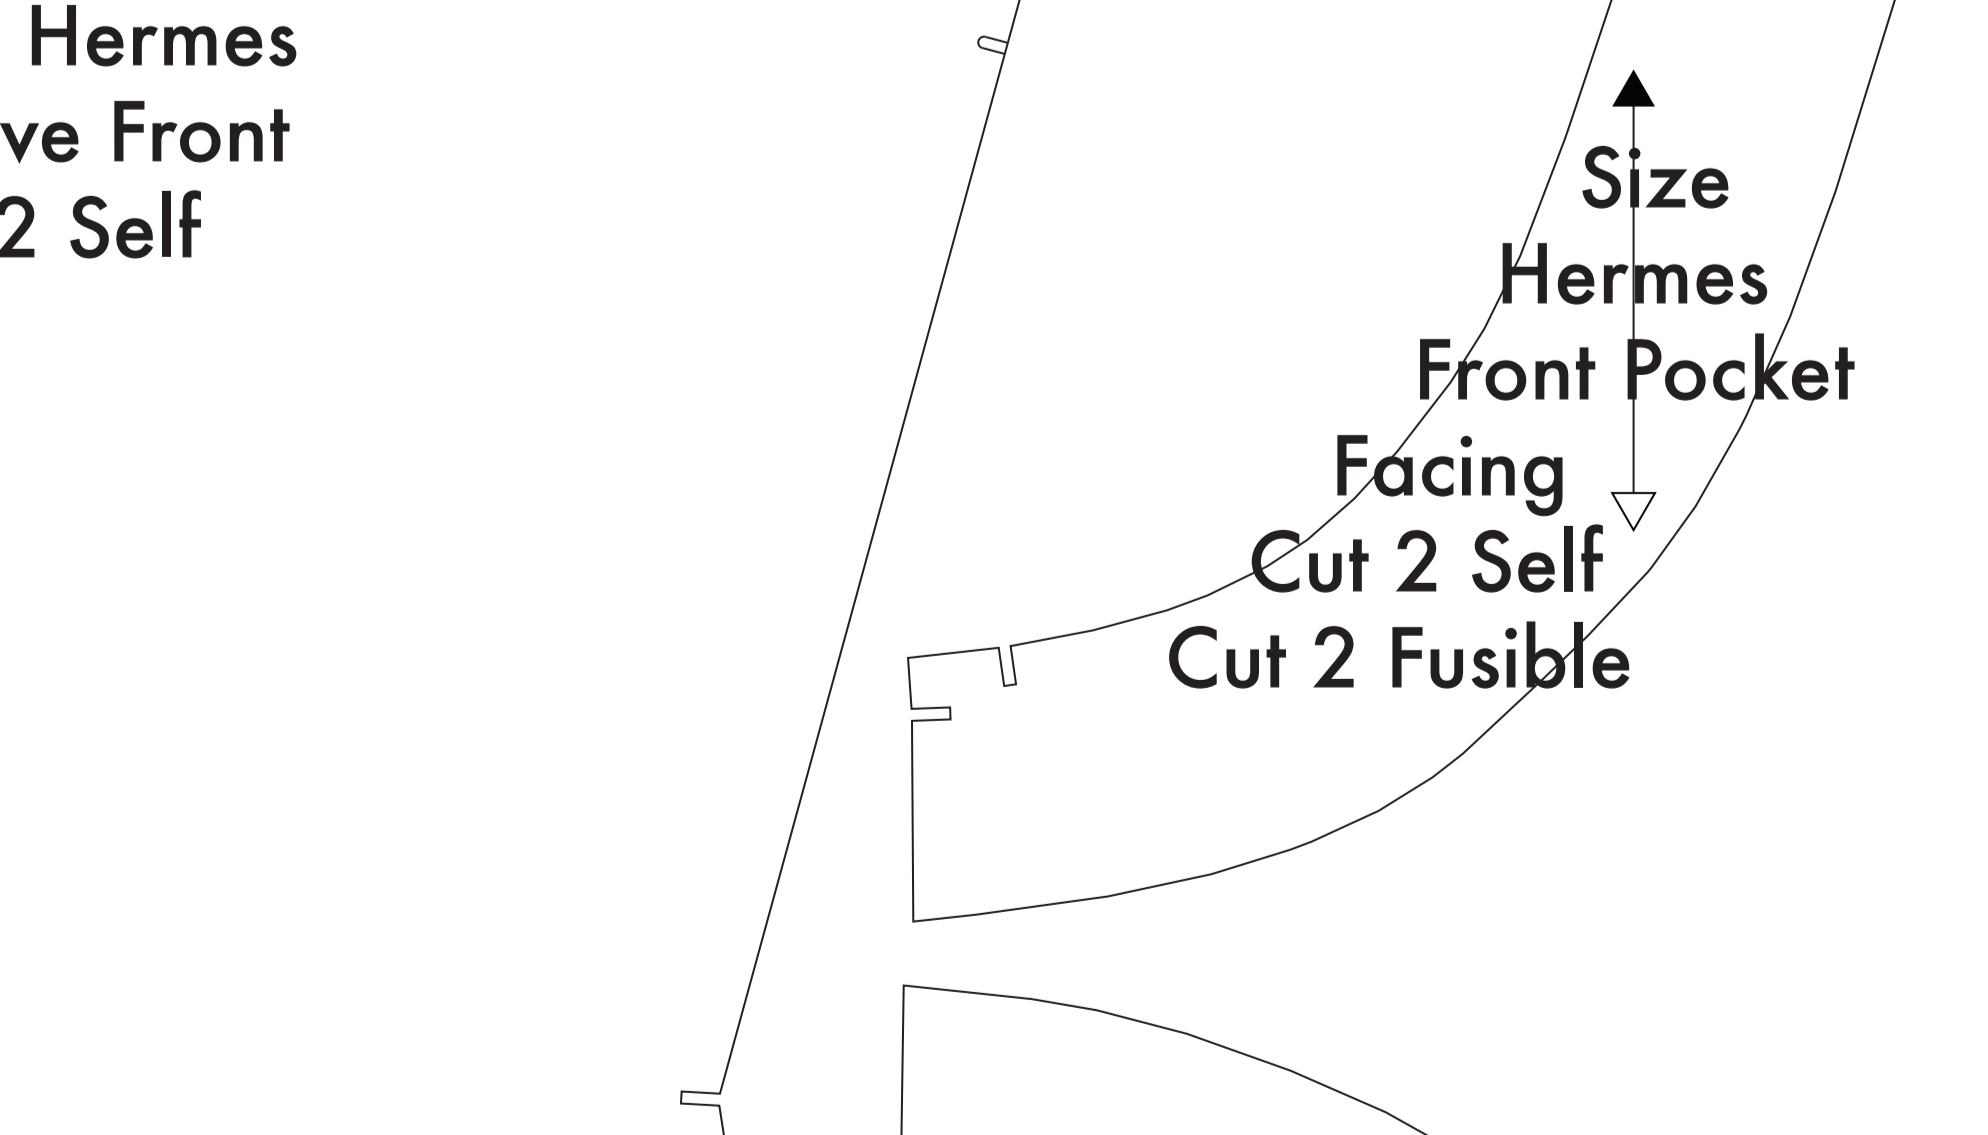 Hermes
ve Front
2 Self
Size
Hermes
Front Pocket
Facing
Cut 2 Self
Cut 2 Fusible